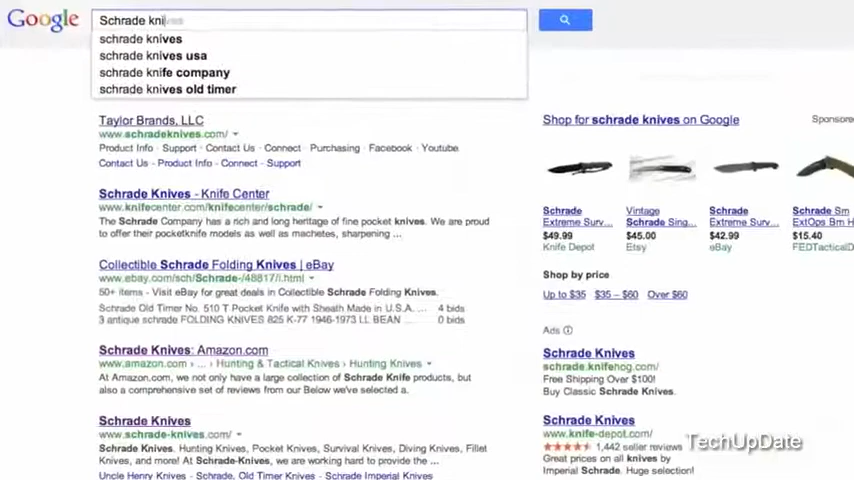 Google
Schrade knives
schrade knives
schrade knives usa
schrade knife company
schrade knives old timer
Taylor Brands, LLC
www.schradeknives.com/
Product Info · Support · Contact Us · Connect · Purchasing · Facebook · Youtube
Contact Us - Product Info - Connect - Support
Schrade Knives - Knife Center
www.knifecenter.com/knifecenter/schrade/
The Schrade Company has a rich and long heritage of fine pocket knives. We are proud
to offer their pocketknife models as well as machetes, sharpening ...
Collectible Schrade Folding Knives | eBay
www.ebay.com/sch/Schrade-/48817/i.html
50+ items - Visit eBay for great deals in Collectible Schrade Folding Knives.
Schrade Old Timer No. 510 T Pocket Knife with Sheath Made in U.S.A. ... 4 bids
3 antique schrade FOLDING KNIVES 825 K-77 1946-1973 LL BEAN ... 0 bids
Schrade Knives: Amazon.com
www.amazon.com › ... › Hunting & Tactical Knives › Hunting Knives
At Amazon.com, we not only have a large collection of Schrade Knife products, but
also a comprehensive set of reviews from our Below we've selected a.
Schrade Knives
www.schrade-knives.com/
Schrade Knives. Hunting Knives, Pocket Knives, Survival Knives, Diving Knives, Fillet
Knives, and more! At Schrade-Knives, we are working hard to provide the ...
Uncle Henry Knives - Schrade, Old Timer Knives - Schrade Imperial Knives
Shop for schrade knives on Google
Sponsore
Schrade
Extreme Surv...
$49.99
Knife Depot
Vintage
Schrade Sing...
$45.00
Etsy
Schrade
Extreme Surv...
$42.99
eBay
Schrade Sm
ExtOps Bm H
$15.40
FEDTacticalD
Shop by price
Up to $35 $35 – $60 Over $60
Ads
Schrade Knives
schrade.knifehog.com/
Free Shipping Over $100!
Buy Classic Schrade Knives.
Schrade Knives
www.knife-depot.com/
1,442 seller reviews
Great prices on all knives by
Imperial Schrade. Huge selection!
TechUpDate